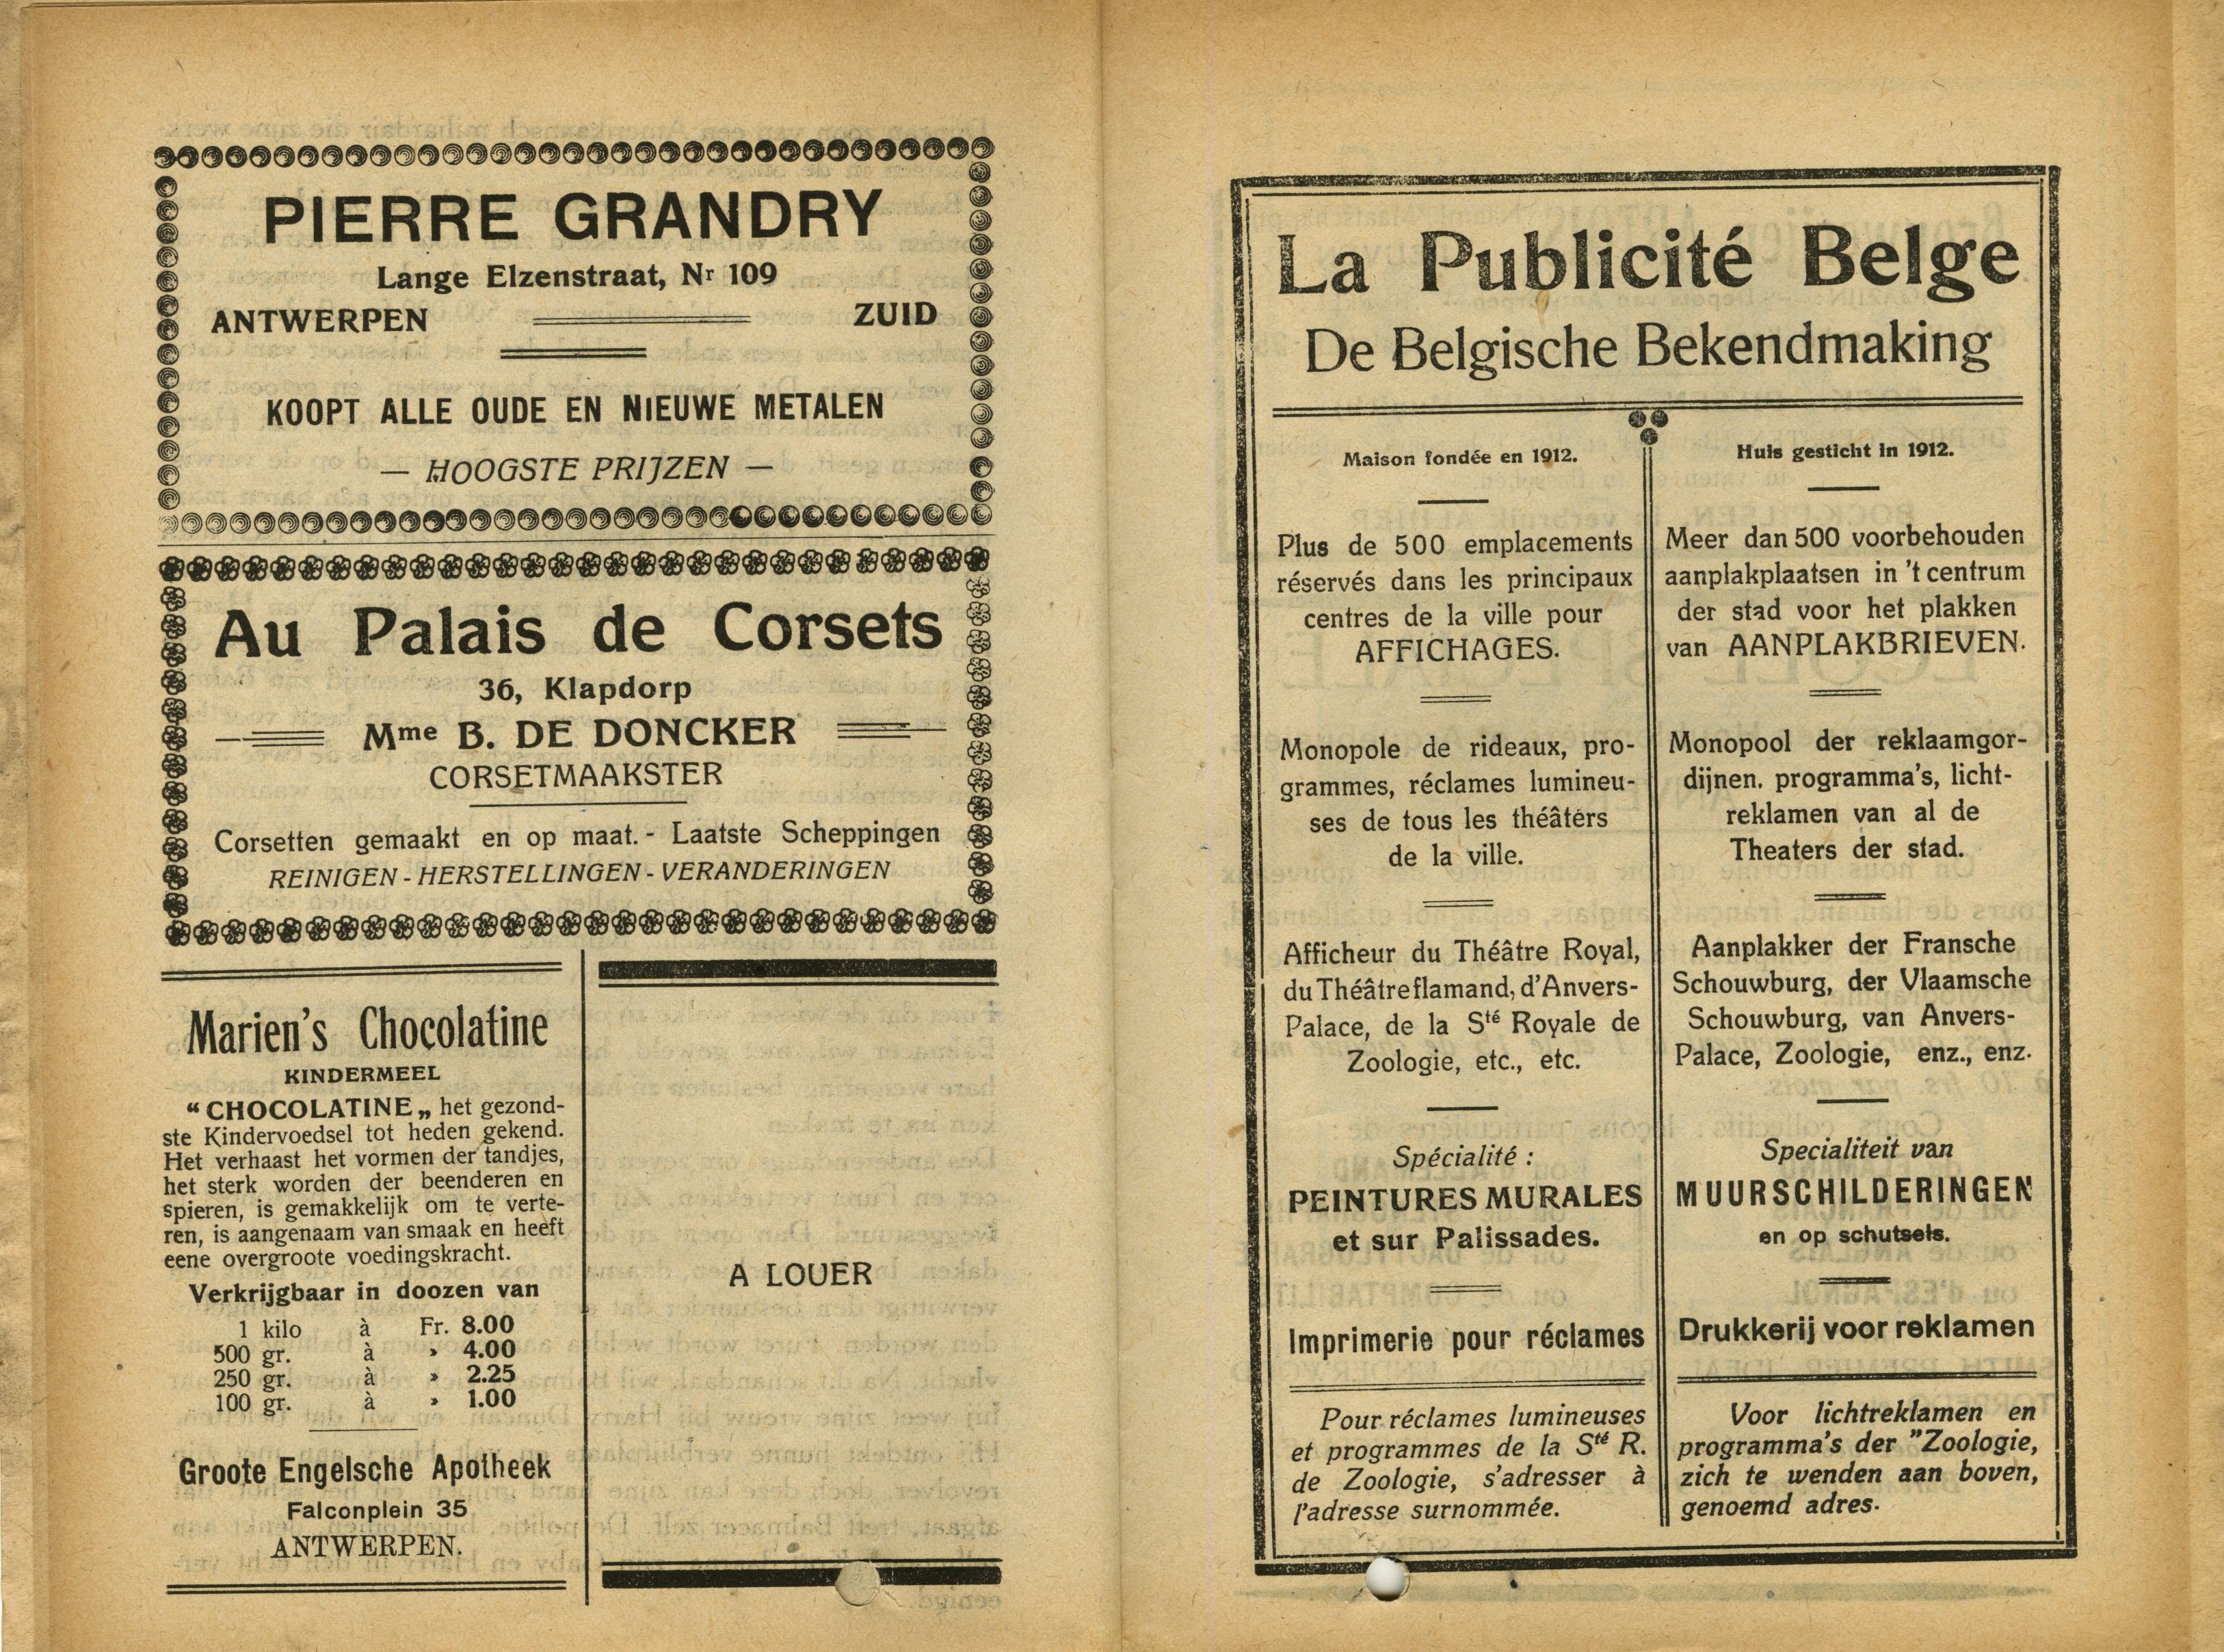 PIERRE GRANDRY
Lange Elzenstraat, Nr 109
ANTWERPEN ZUID
KOOPT ALLE OUDE EN NIEUWE METALEN
— HOOGSTE PRIJZEN —
Au Palais de Corsets
36, Klapdorp
Mme B. DE DONCKER
CORSETMAAKSTER
Corsetten gemaakt en op maat. - Laatste Scheppingen
REINIGEN - HERSTELLINGEN - VERANDERINGEN
Marien's Chocolatine
KINDERMEEL
“CHOCOLATINE„ het gezond-
ste Kindervoedsel tot heden gekend.
Het verhaast het vormen der tandjes,
het sterk worden der beenderen en
spieren, is gemakkelijk om te verte-
ren, is aangenaam van smaak en heeft
eene overgroote voedingskracht.
Verkrijgbaar in doozen van
1 kilo à Fr. 8.00
500 gr. à » 4.00
250 gr. à » 2.25
100 gr. à » 1.00
Groote Engelsche Apotheek
Falconplein 35
ANTWERPEN.
A LOUER
La Publicité Belge
De Belgische Bekendmaking
Maison fondée en 1912.
Plus de 500 emplacements
réservés dans les principaux
centres de la ville pour
AFFICHAGES.
Monopole de rideaux, pro-
grammes, réclames lumineu-
ses de tous les théâters
de la ville.
Afficheur du Théâtre Royal,
du Théâtre flamand, d'Anvers-
Palace, de la Sté Royale de
Zoologie, etc., etc.
Spécialité :
PEINTURES MURALES
et sur Palissades.
Imprimerie pour réclames
Pour réclames lumineuses
et programmes de la Sté R.
de Zoologie, s'adresser à
l'adresse surnommée.
Huis gesticht in 1912.
Meer dan 500 voorbehouden
aanplakplaatsen in 't centrum
der stad voor het plakken
van AANPLAKBRIEVEN.
Monopool der reklaamgor-
dijnen. programma's, licht-
reklamen van al de
Theaters der stad.
Aanplakker der Fransche
Schouwburg, der Vlaamsche
Schouwburg, van Anvers-
Palace, Zoologie, enz., enz.
Specialiteit van
MUURSCHILDERINGEN
en op schutsels.
Drukkerij voor reklamen
Voor lichtreklamen en
programma's der "Zoologie,
zich te wenden aan boven,
genoemd adres.